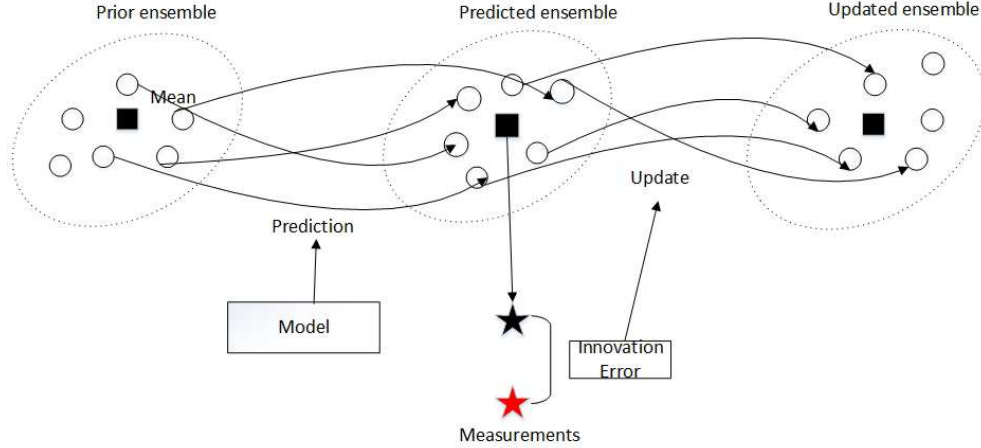 Prior ensemble
Predicted ensemble
Updated ensemble
Mean
Update
Prediction
Model
Innovation
Error
Measurements